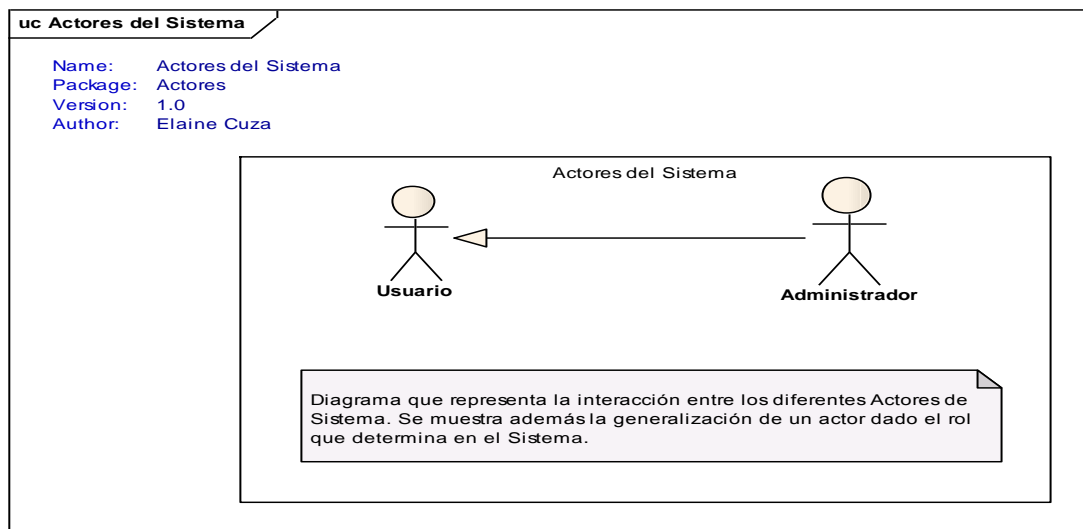 uc Actores del Sistema
Name: Actores del Sistema
Package: Actores
Version: 1.0
Author: Elaine Cuza
Actores del Sistema
Usuario
Administrador
Diagrama que representa la interacción entre los diferentes Actores de
Sistema. Se muestra además la generalización de un actor dado el rol
que determina en el Sistema.